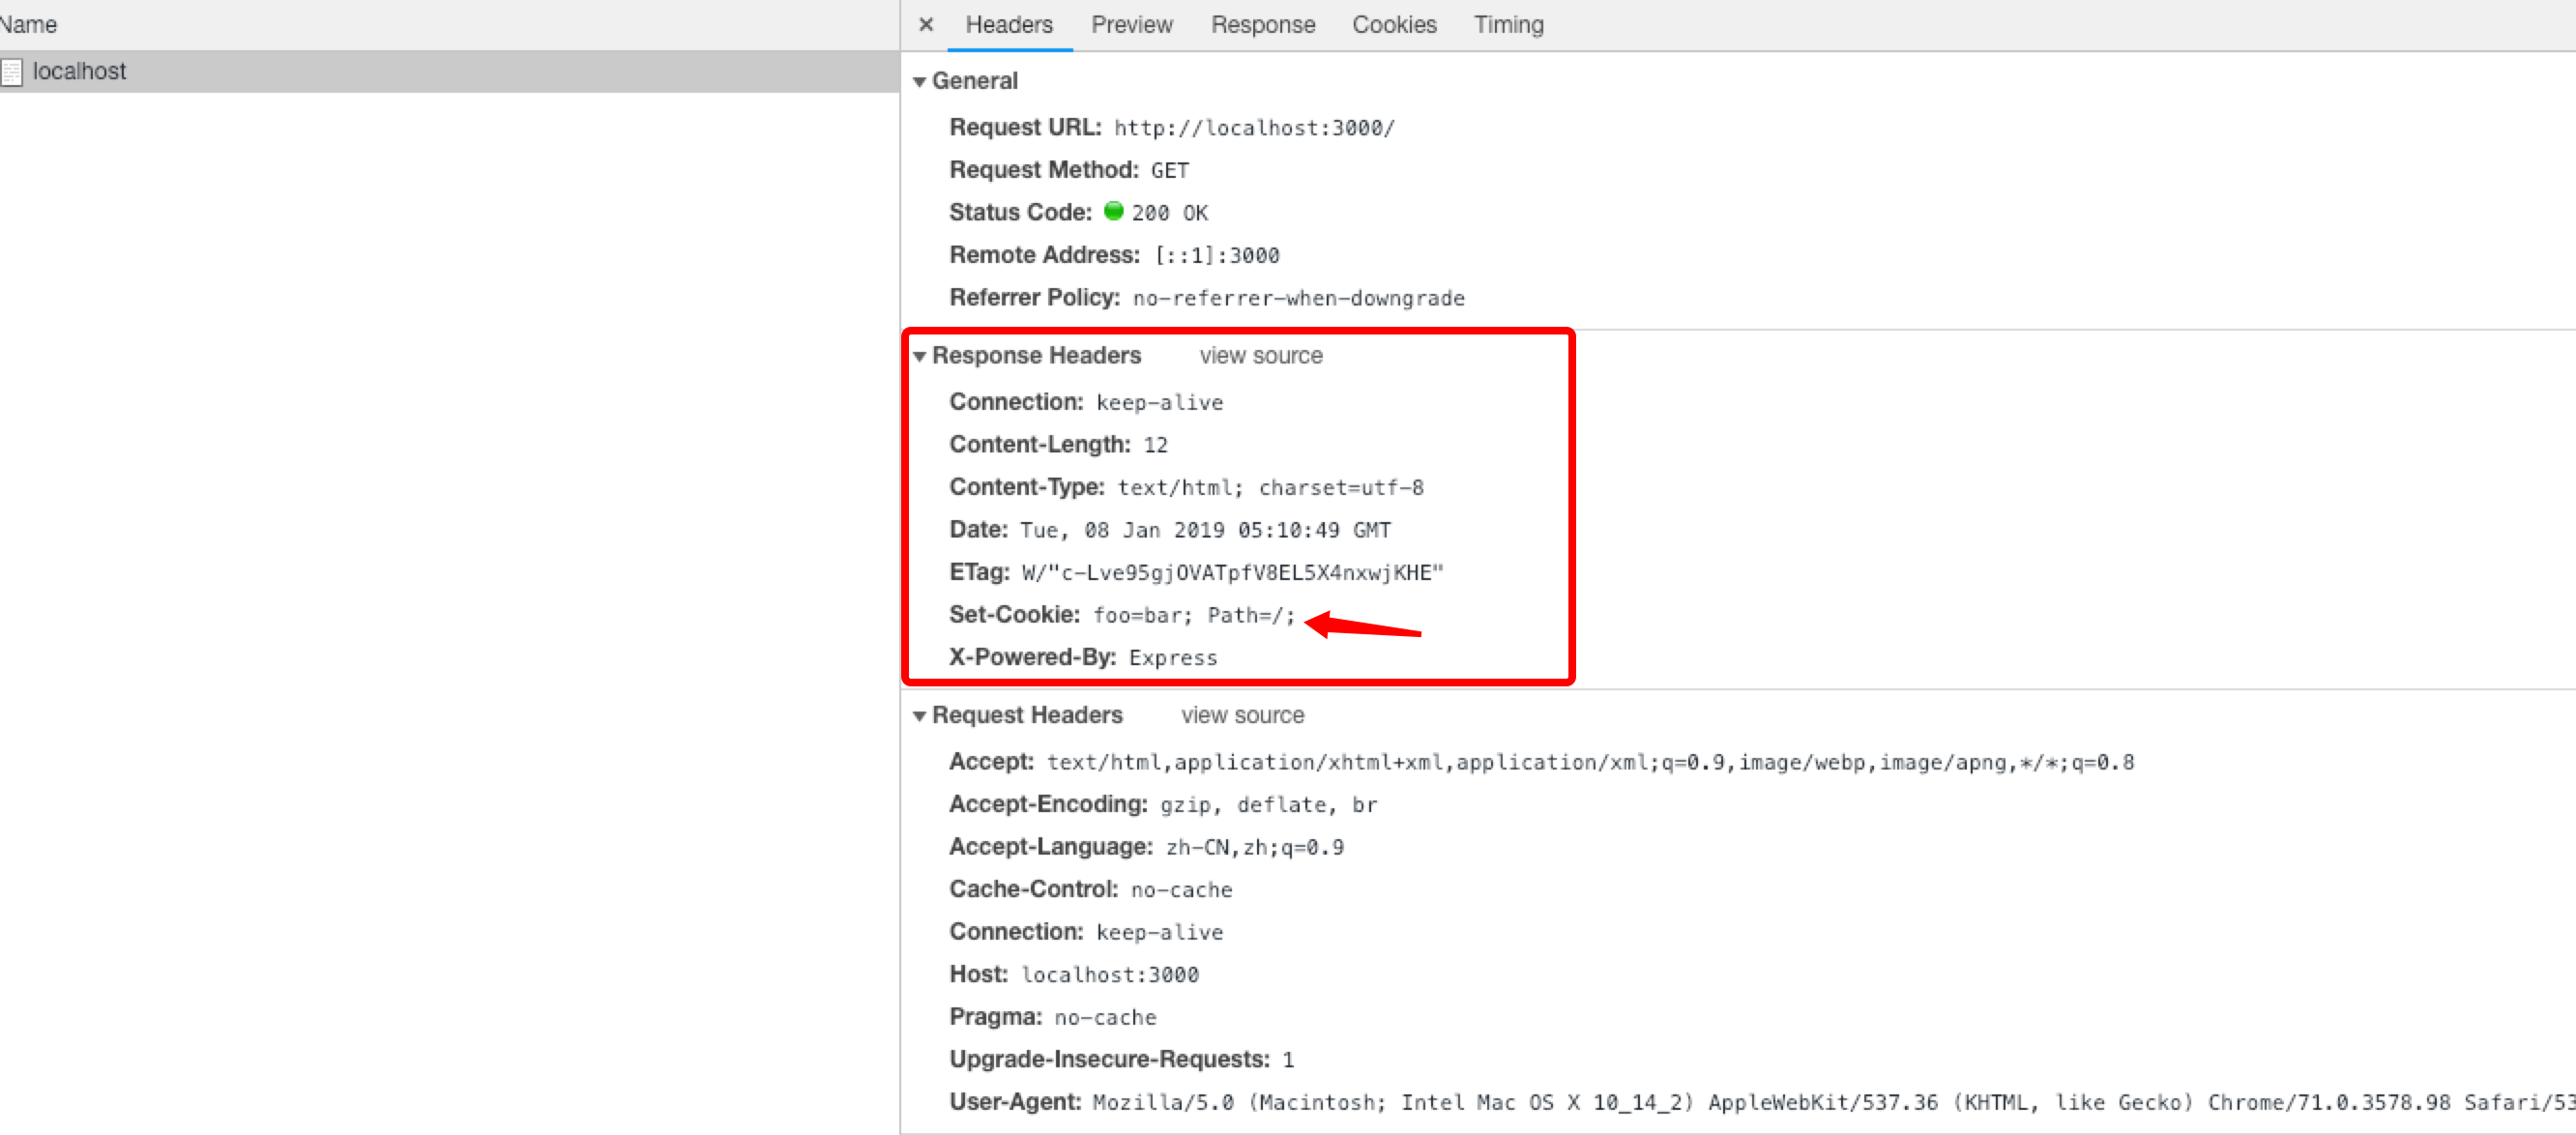 Name
localhost
× Headers Preview Response Cookies Timing
General
Request URL: http://localhost:3000/
Request Method: GET
Status Code: 200 OK
Remote Address: [::1]:3000
Referrer Policy: no-referrer-when-downgrade
Response Headers view source
Connection: keep-alive
Content-Length: 12
Content-Type: text/html; charset=utf-8
Date: Tue, 08 Jan 2019 05:10:49 GMT
ETag: W/"c-Lve95gjOVATpfV8EL5X4nxwjKHE"
Set-Cookie: foo=bar; Path=/;
X-Powered-By: Express
Request Headers view source
Accept: text/html,application/xhtml+xml,application/xml;q=0.9,image/webp,image/apng,*/*;q=0.8
Accept-Encoding: gzip, deflate, br
Accept-Language: zh-CN,zh;q=0.9
Cache-Control: no-cache
Connection: keep-alive
Host: localhost:3000
Pragma: no-cache
Upgrade-Insecure-Requests: 1
User-Agent: Mozilla/5.0 (Macintosh; Intel Mac OS X 10_14_2) AppleWebKit/537.36 (KHTML, like Gecko) Chrome/71.0.3578.98 Safari/53